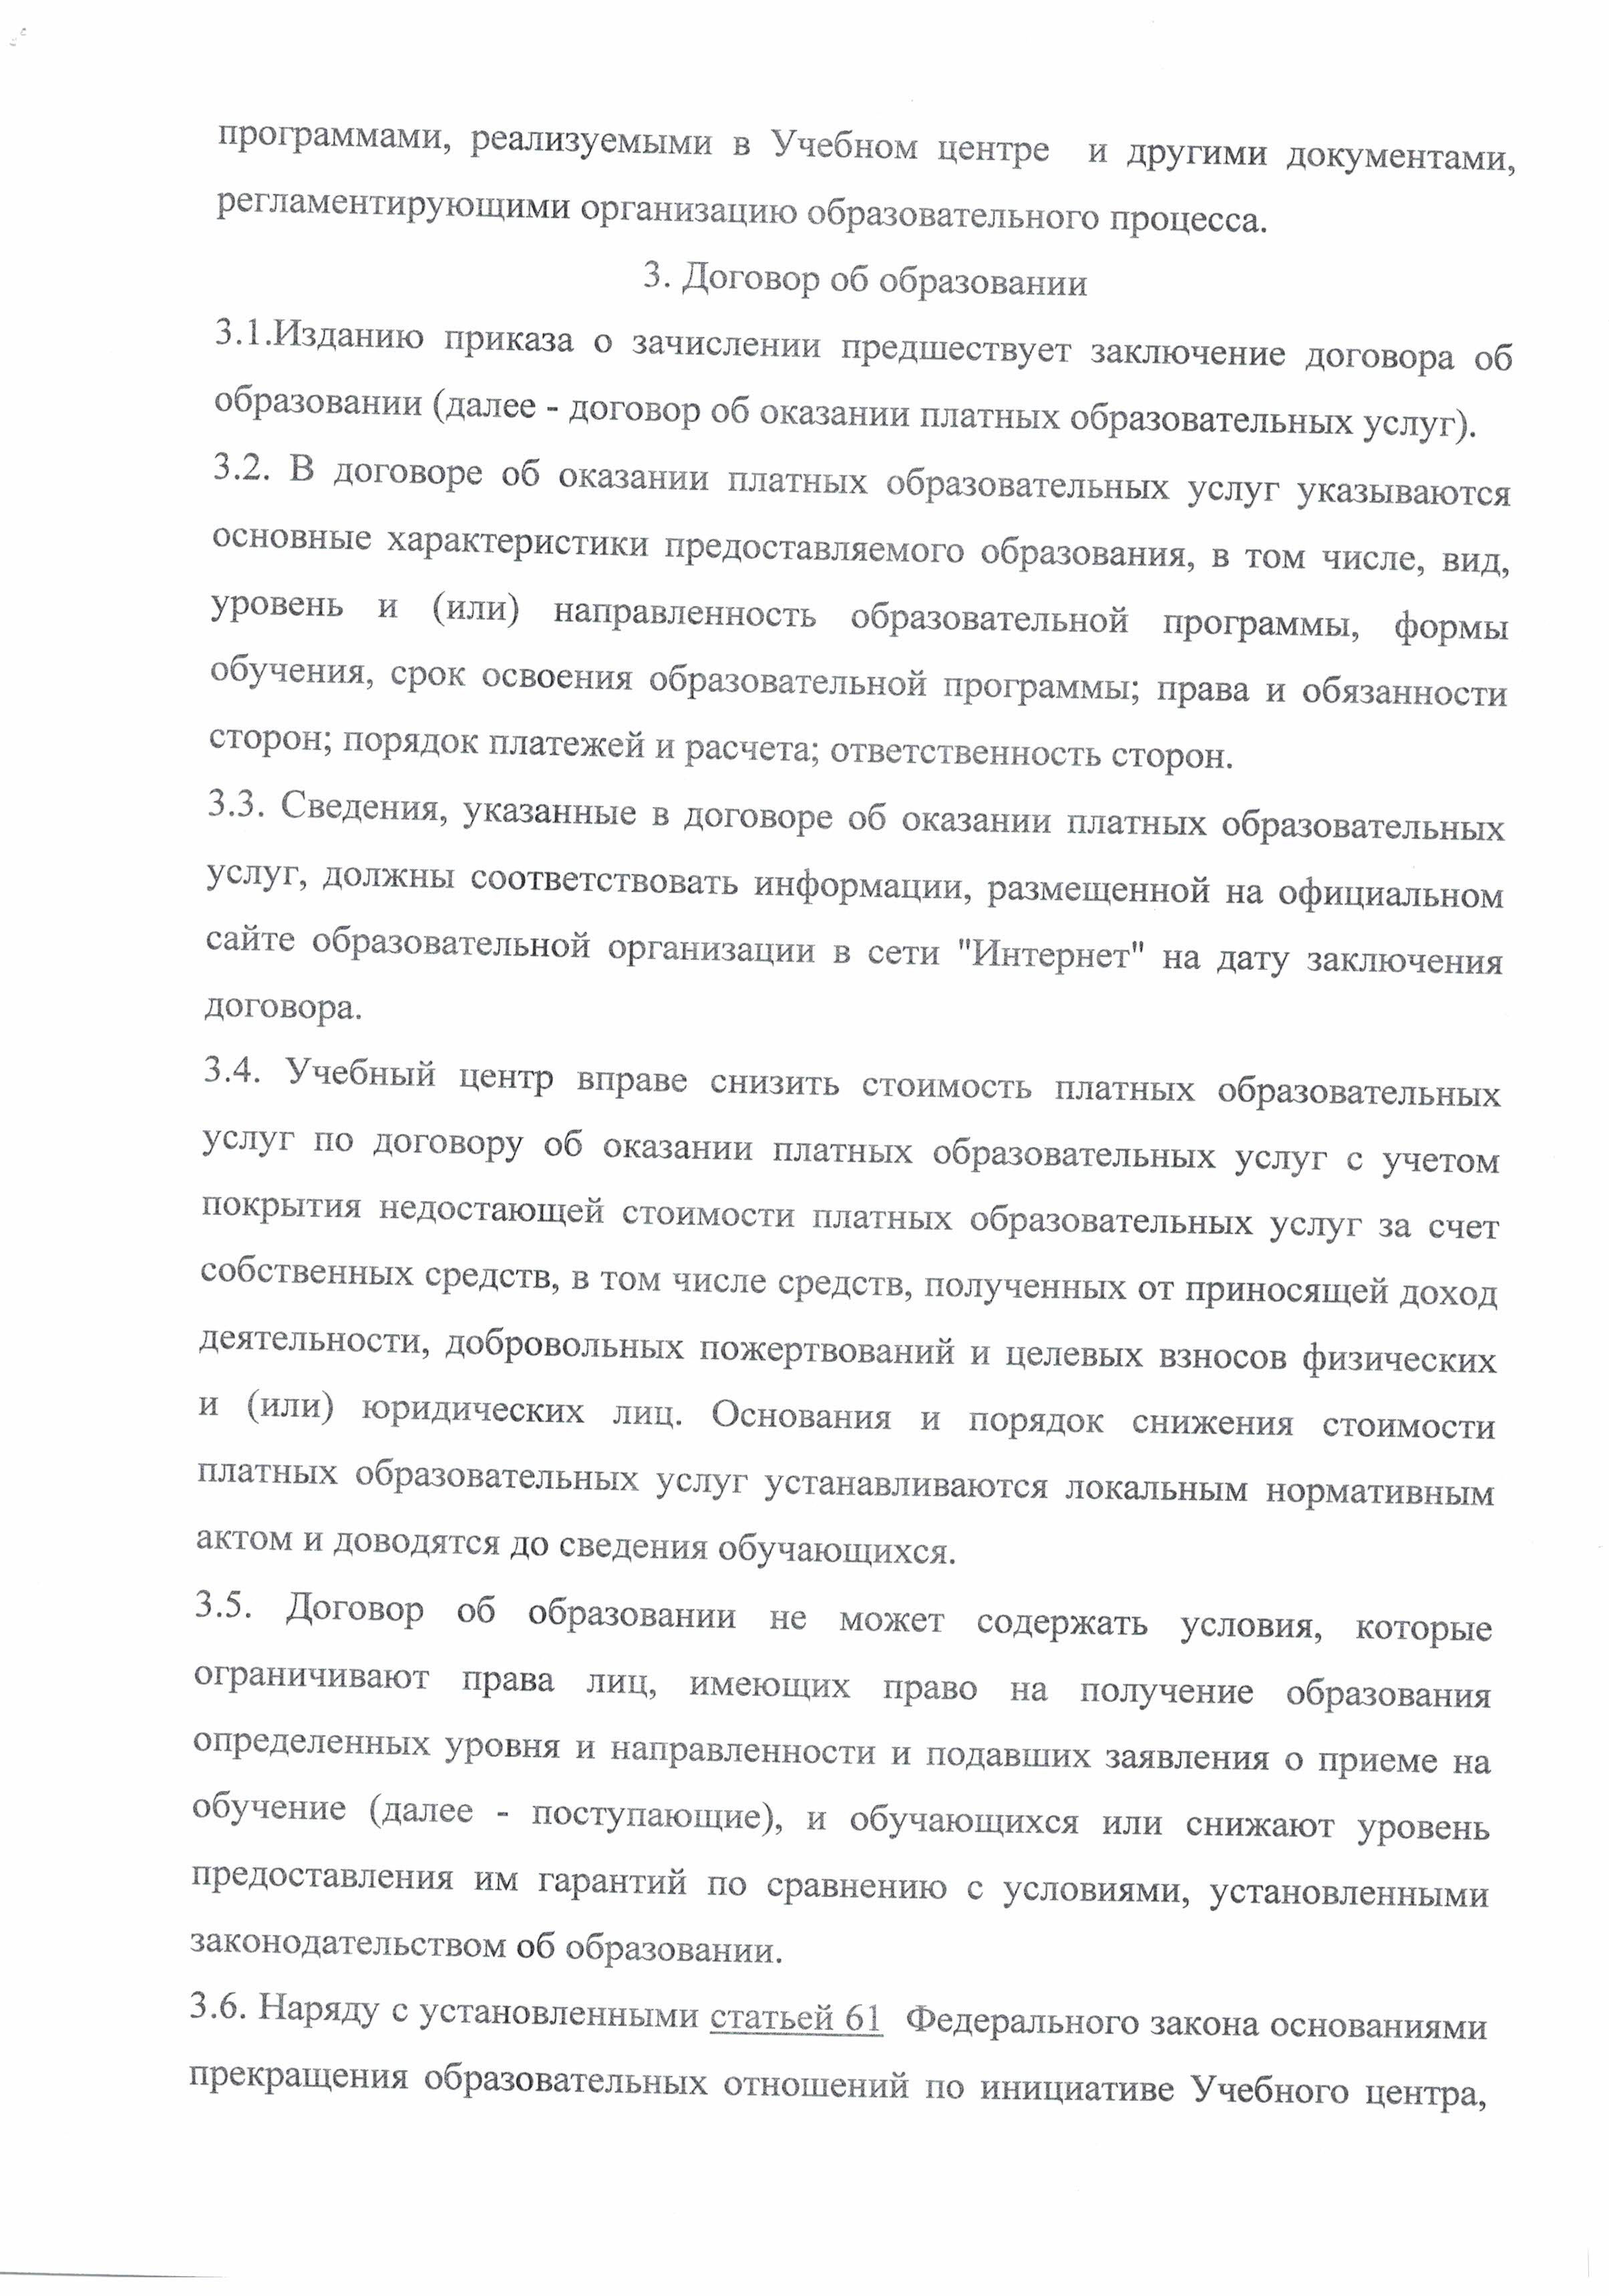 программами, реализуемыми в Учебном центре и другими документами,
регламентирующими организацию образовательного процесса.
3. Договор об образовании
3.1.Изданию приказа о зачислении предшествует заключение договора об
образовании (далее - договор об оказании платных образовательных услуг).
3.2. В договоре об оказании платных образовательных услуг указываются
основные характеристики предоставляемого образования, в том числе, вид,
уровень и (или) направленность образовательной программы, формы
обучения, срок освоения образовательной программы; права и обязанности
сторон; порядок платежей и расчета; ответственность сторон.
3.3. Сведения, указанные в договоре об оказании платных образовательных
услуг, должны соответствовать информации, размещенной на официальном
сайте образовательной организации в сети "Интернет" на дату заключения
договора.
3.4. Учебный центр вправе снизить стоимость платных образовательных
услуг по договору об оказании платных образовательных услуг с учетом
покрытия недостающей стоимости платных образовательных услуг за счет
собственных средств, в том числе средств, полученных от приносящей доход
деятельности, добровольных пожертвований и целевых взносов физических
и (или) юридических лиц. Основания и порядок снижения стоимости
платных образовательных услуг устанавливаются локальным нормативным
актом и доводятся до сведения обучающихся.
3.5. Договор об образовании не может содержать условия, которые
ограничивают права лиц, имеющих право на получение образования
определенных уровня и направленности и подавших заявления о приеме на
обучение (далее - поступающие), и обучающихся или снижают уровень
предоставления им гарантий по сравнению с условиями, установленными
законодательством об образовании.
3.6. Наряду с установленными статьей 61 Федерального закона основаниями
прекращения образовательных отношений по инициативе Учебного центра,